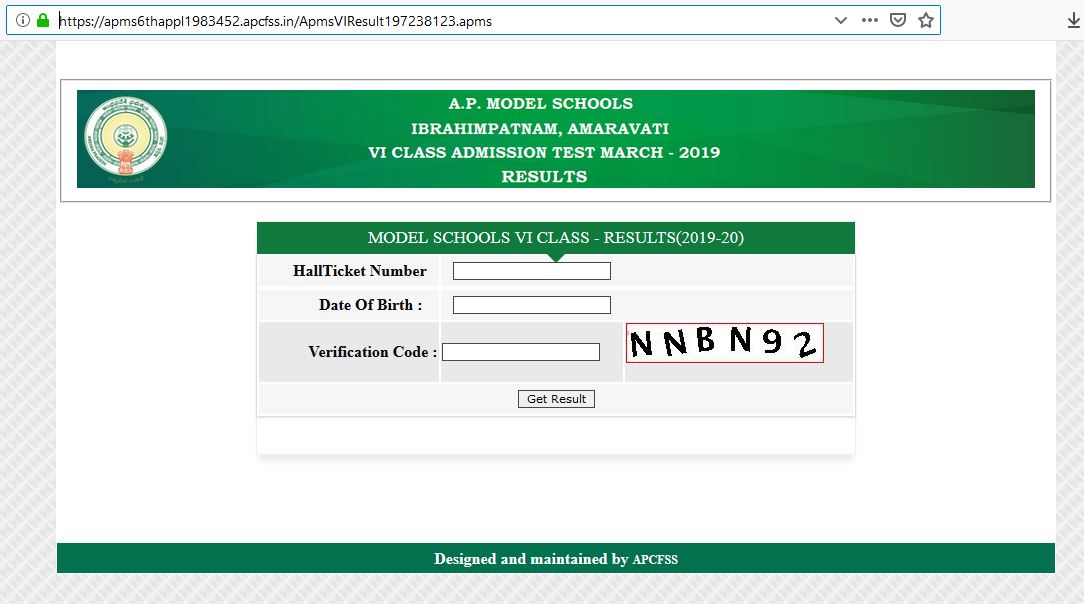 https://apms6thappl1983452.apcfss.in/ApmsVIResult197238123.apms
A.P. MODEL SCHOOLS
IBRAHIMPATNAM, AMARAVATI
VI CLASS ADMISSION TEST MARCH - 2019
RESULTS
MODEL SCHOOLS VI CLASS - RESULTS(2019-20)
HallTicket Number
Date Of Birth :
Verification Code :
NNBN92
Get Result
Designed and maintained by APCFSS